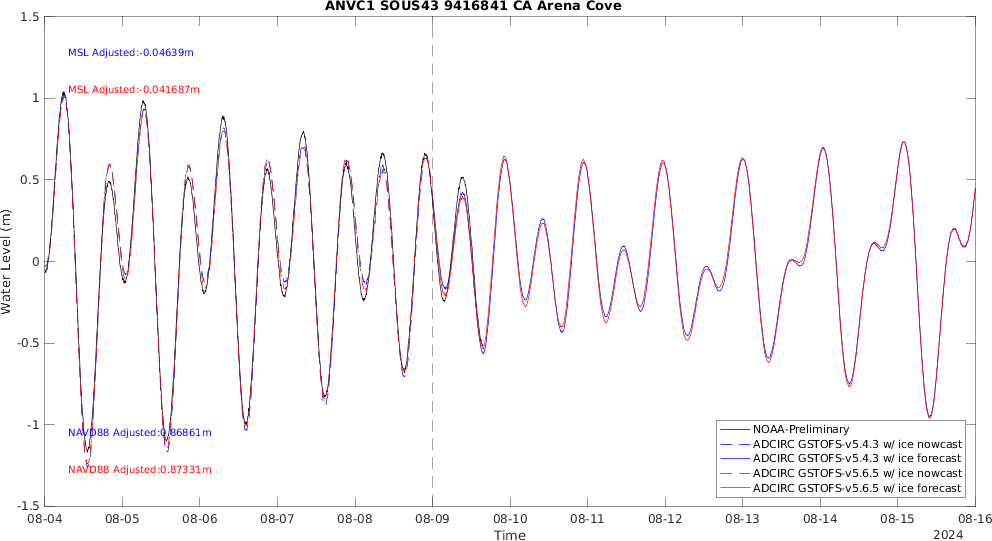 ANVC1 SOUS43 9416841 CA Arena Cove
1.5
1
0.5
0
-0.5
-1
-1.5
Water Level (m)
MSL Adjusted:-0.04639m
MSL Adjusted:-0.041687m
NAVD88 Adjusted:0.86861m
NAVD88 Adjusted:0.87331m
NOAA-Preliminary
ADCIRC GSTOFS-v5.4.3 w/ ice nowcast
ADCIRC GSTOFS-v5.4.3 w/ ice forecast
ADCIRC GSTOFS-v5.6.5 w/ ice nowcast
ADCIRC GSTOFS-v5.6.5 w/ ice forecast
08-04 08-05 08-06 08-07 08-08 08-09 08-10 08-11 08-12 08-13 08-14 08-15 08-16
Time
2024